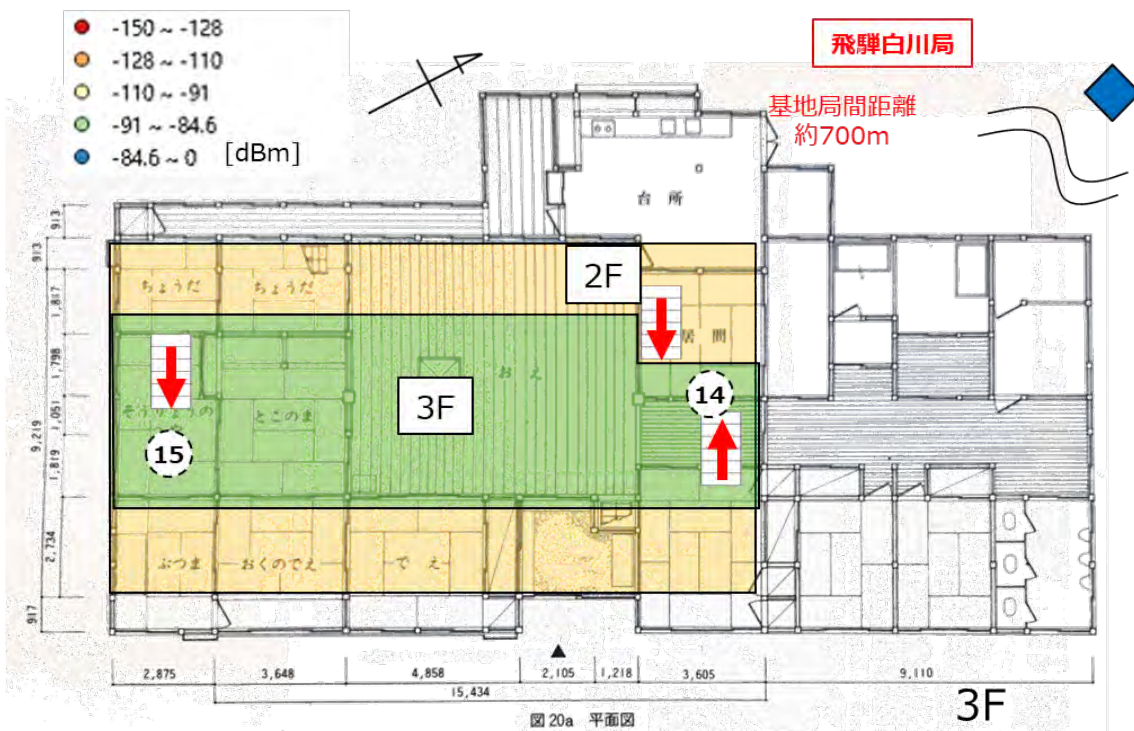 -150 ~ -128
-128 ~ -110
-110 ~ -91
-91 ~ -84.6
-84.6 ~ 0 [dBm]
飛騨白川局
基地局間距離
約700m
台所
2F
ちょうだ
ちょうだ
居間
おえ
3F
14
とこのま
15
ぶつま
おくのでえ
でえ
913
913
1,817
1,798
1,051
9,219
1,819
2,734
917
2,875
3,648
4,858
2,105
1,218
3,605
9,110
15,434
3F
図20a 平面図